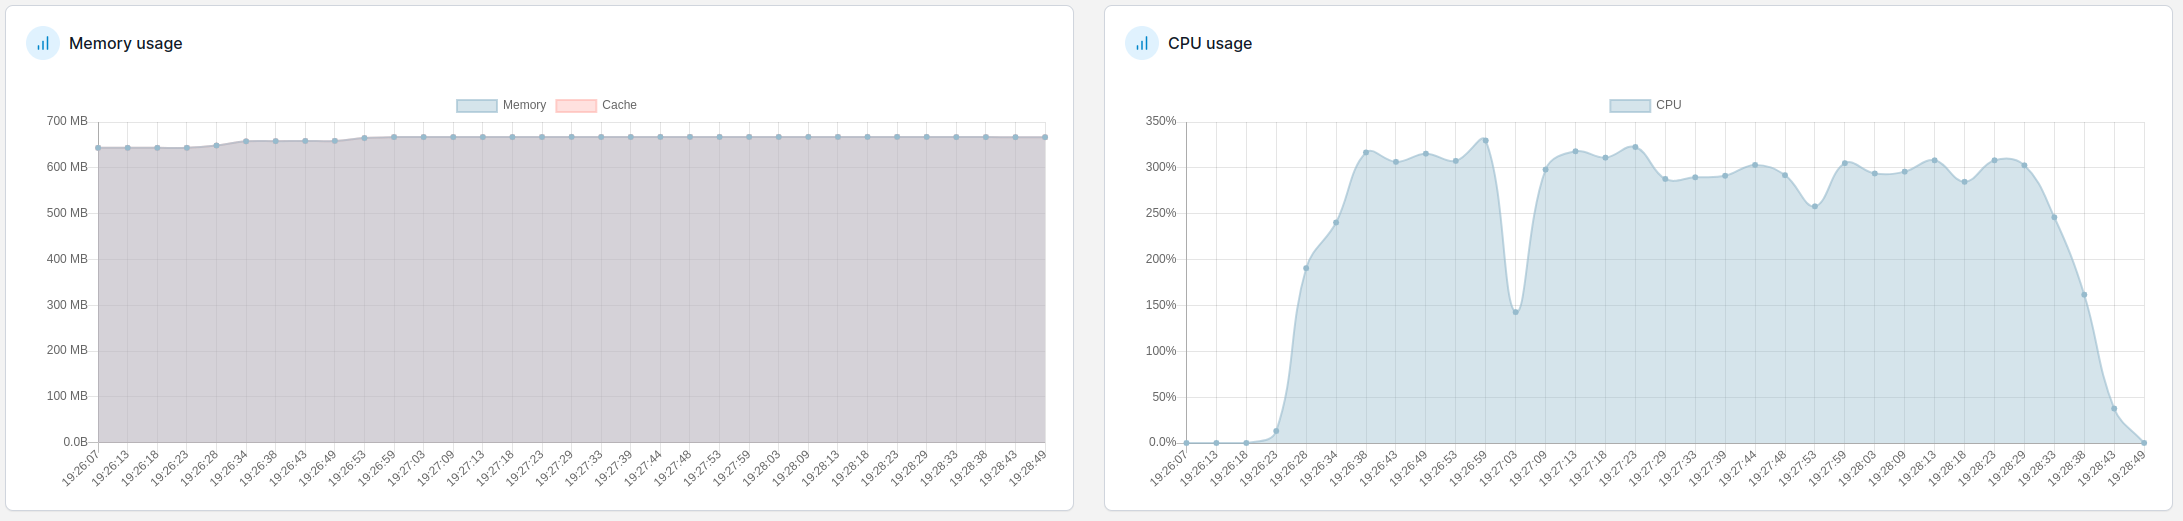 Memory usage
Memory Cache
700 MB
600 MB
500 MB
400 MB
300 MB
200 MB
100 MB
0.0B
19:26:07 19:26:13 19:26:18 19:26:23 19:26:28 19:26:34 19:26:38 19:26:43 19:26:49 19:26:53 19:26:59 19:27:03 19:27:09 19:27:13 19:27:18 19:27:23 19:27:29 19:27:33 19:27:39 19:27:44 19:27:48 19:27:53 19:27:59 19:28:03 19:28:09 19:28:13 19:28:18 19:28:23 19:28:29 19:28:33 19:28:38 19:28:43 19:28:49
CPU usage
CPU
350%
300%
250%
200%
150%
100%
50%
0.0%
19:26:07 19:26:13 19:26:18 19:26:23 19:26:28 19:26:34 19:26:38 19:26:43 19:26:49 19:26:53 19:26:59 19:27:03 19:27:09 19:27:13 19:27:18 19:27:23 19:27:29 19:27:33 19:27:39 19:27:44 19:27:48 19:27:53 19:27:59 19:28:03 19:28:09 19:28:13 19:28:18 19:28:23 19:28:29 19:28:33 19:28:38 19:28:43 19:28:49